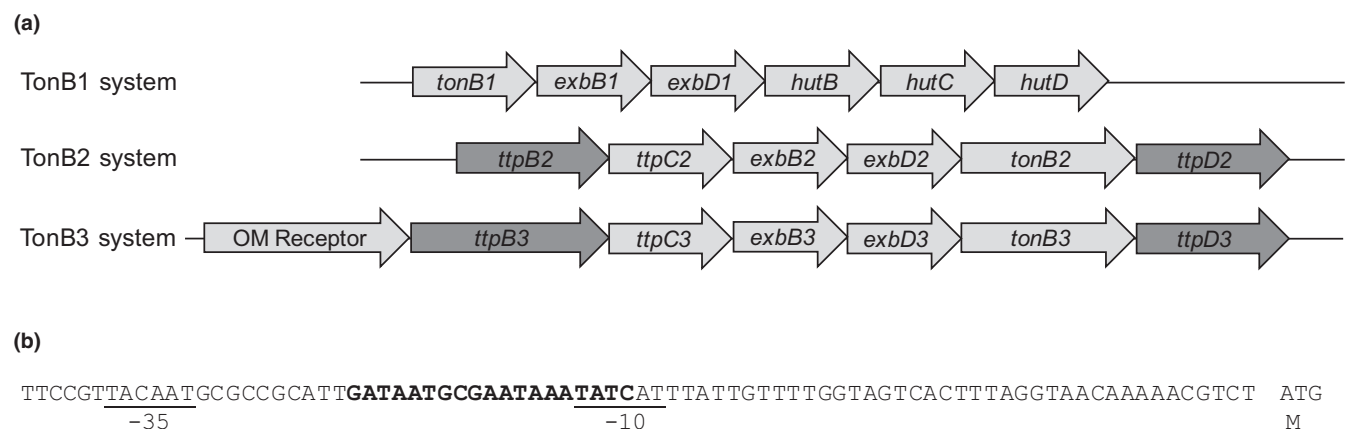 (a)
TonB1 system tonB1 exbB1 exbD1 hutB hutC hutD
TonB2 system ttpB2 ttpC2 exbB2 exbD2 tonB2 ttpD2
TonB3 system OM Receptor ttpB3 ttpC3 exbB3 exbD3 tonB3 ttpD3
(b)
TTCCGTTACAATGCGCCGCATTGATAATGCGAATAAATATCATTTATTGTTTTGGTAGTCACTTTAGGTAACAAAAACGTCT ATG
−35 −10 M